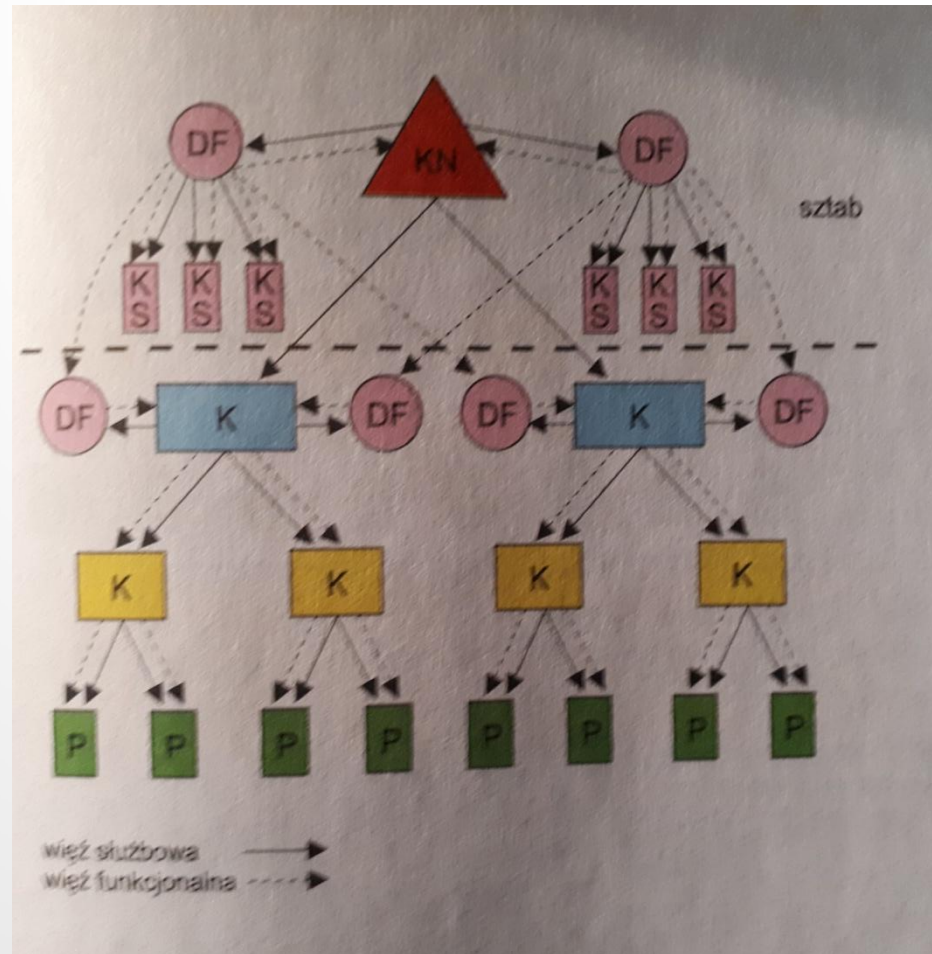 DF KN DF
sztab
K K K K K K
S S S S S S
DF K DF DF K DF
K K K K
P P P P P P P P
więź służbowa
więź funkcjonalna